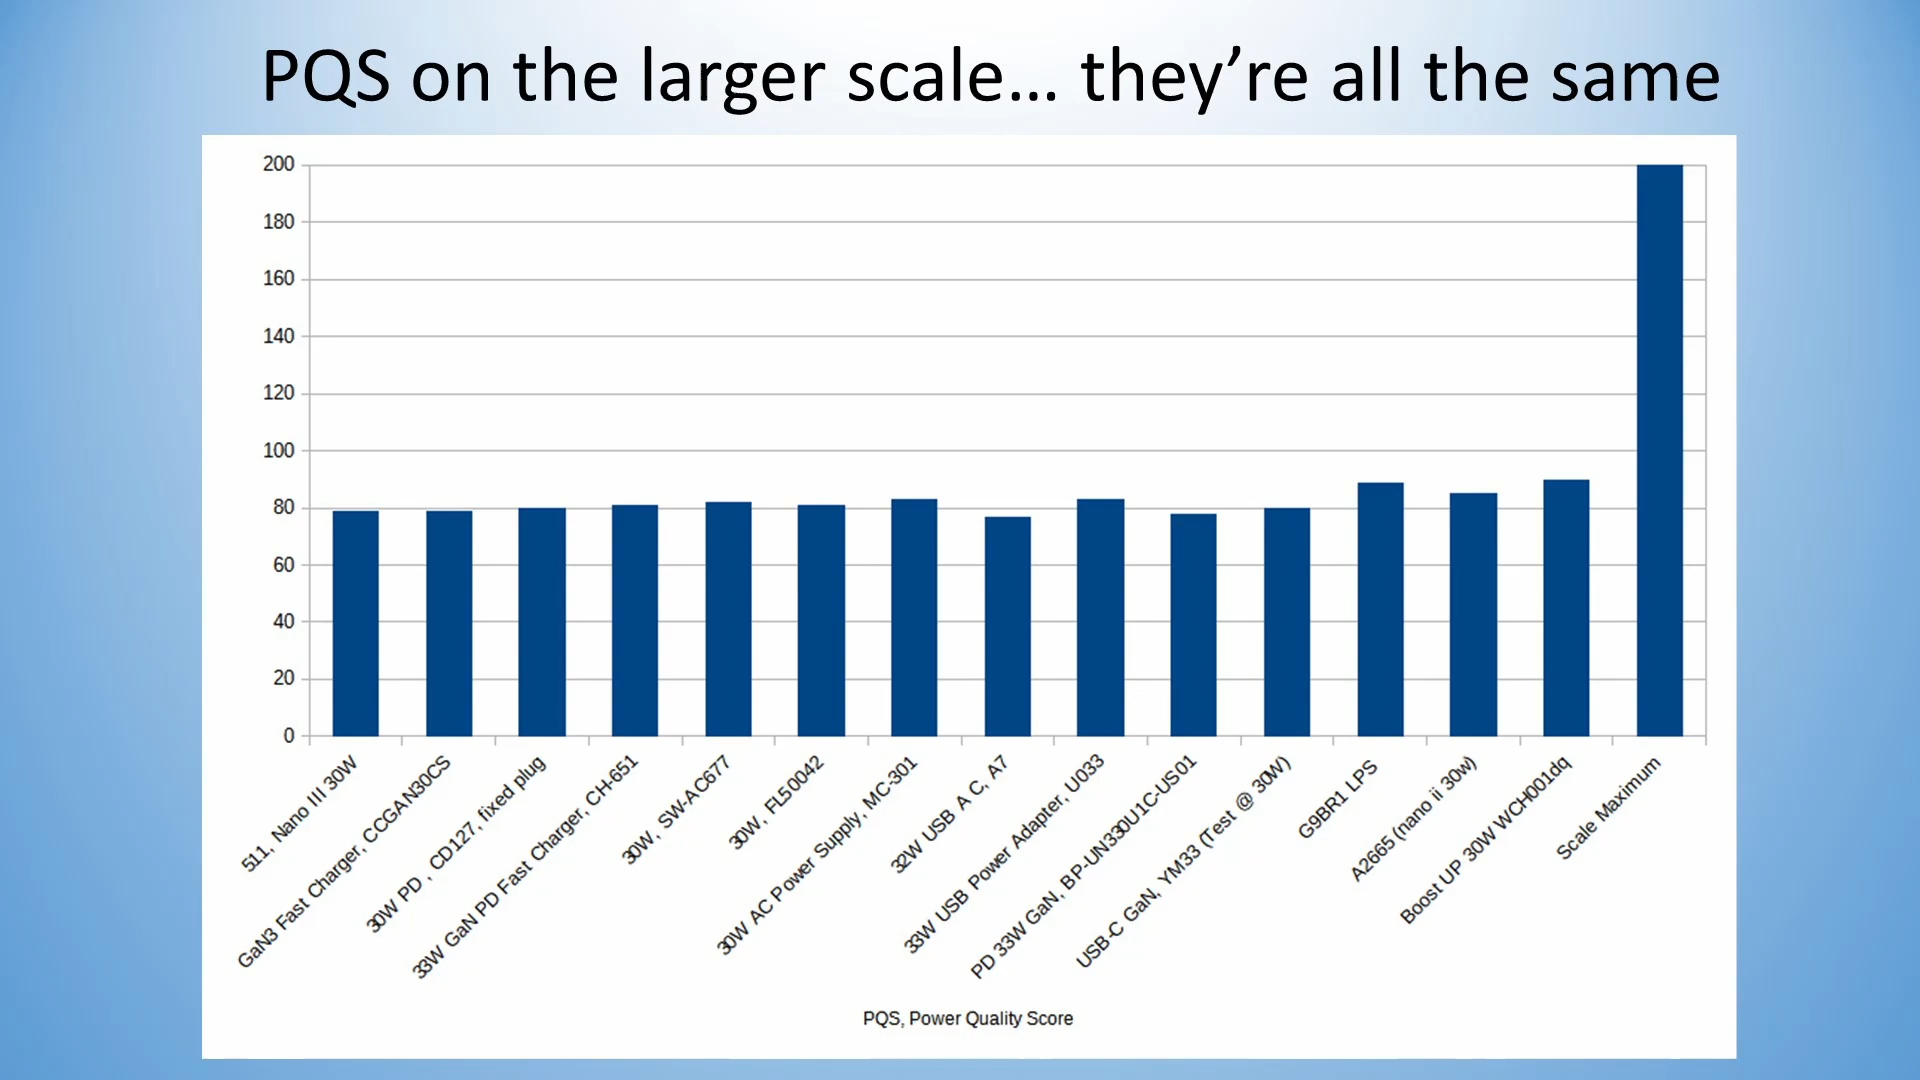 PQS on the larger scale... they’re all the same
200
180
160
140
120
100
80
60
40
20
0
511, Nano III 30W
GaN3 Fast Charger, CCGAN30CS
30W PD , CD127, fixed plug
33W GaN PD Fast Charger, CH-651
30W, SW-AC677
30W, FL50042
30W AC Power Supply, MC-301
32W USB A C, A7
33W USB Power Adapter, U033
PD 33W GaN, BP-UN330U1C-US01
USB-C GaN, YM33 (Test @ 30W)
G9BR1 LPS
A2665 (nano ii 30w)
Boost UP 30W WCH001dq
Scale Maximum
PQS, Power Quality Score